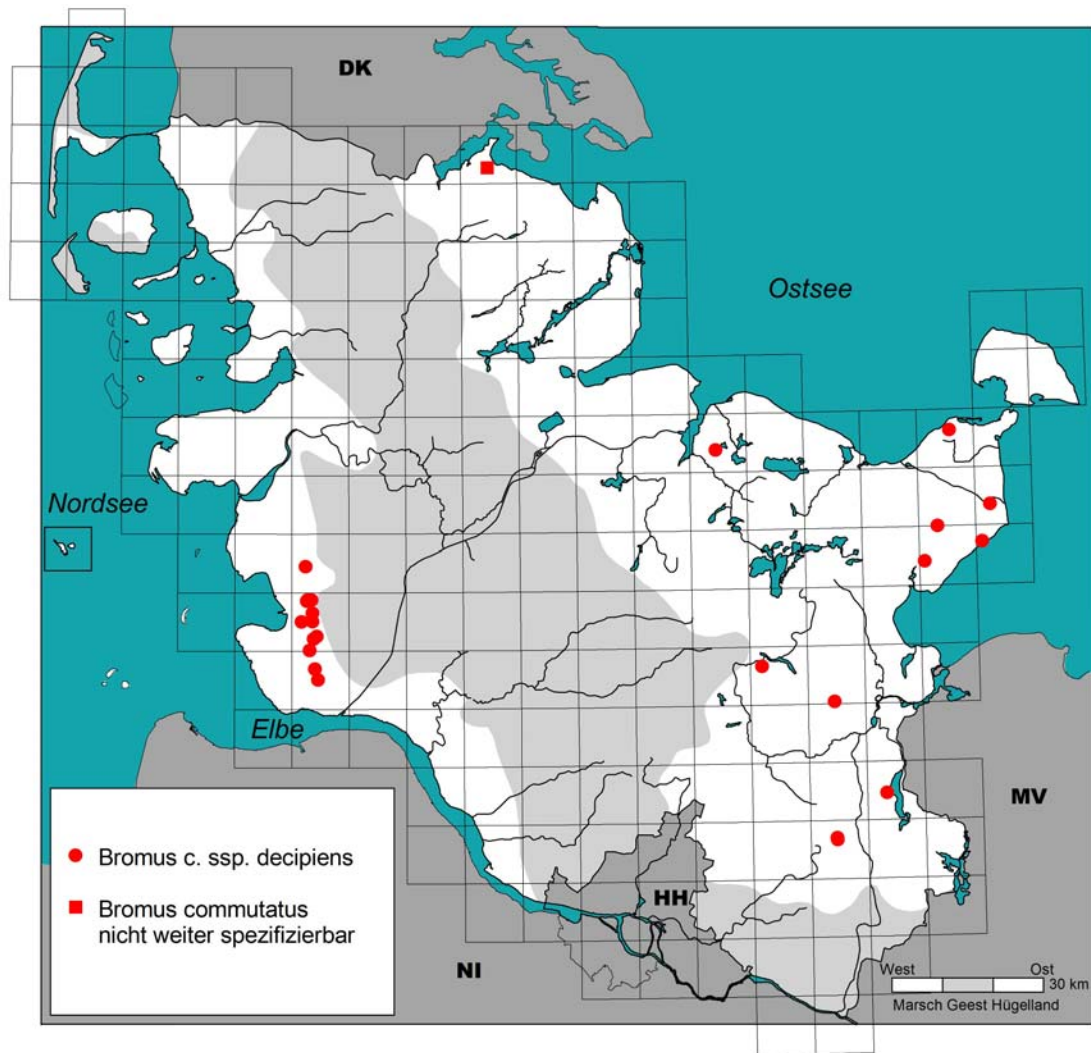 DK
Ostsee
Nordsee
Elbe
MV
HH
NI
Bromus c. ssp. decipiens
Bromus commutatus
nicht weiter spezifizierbar
West Ost
30 km
Marsch Geest Hügelland